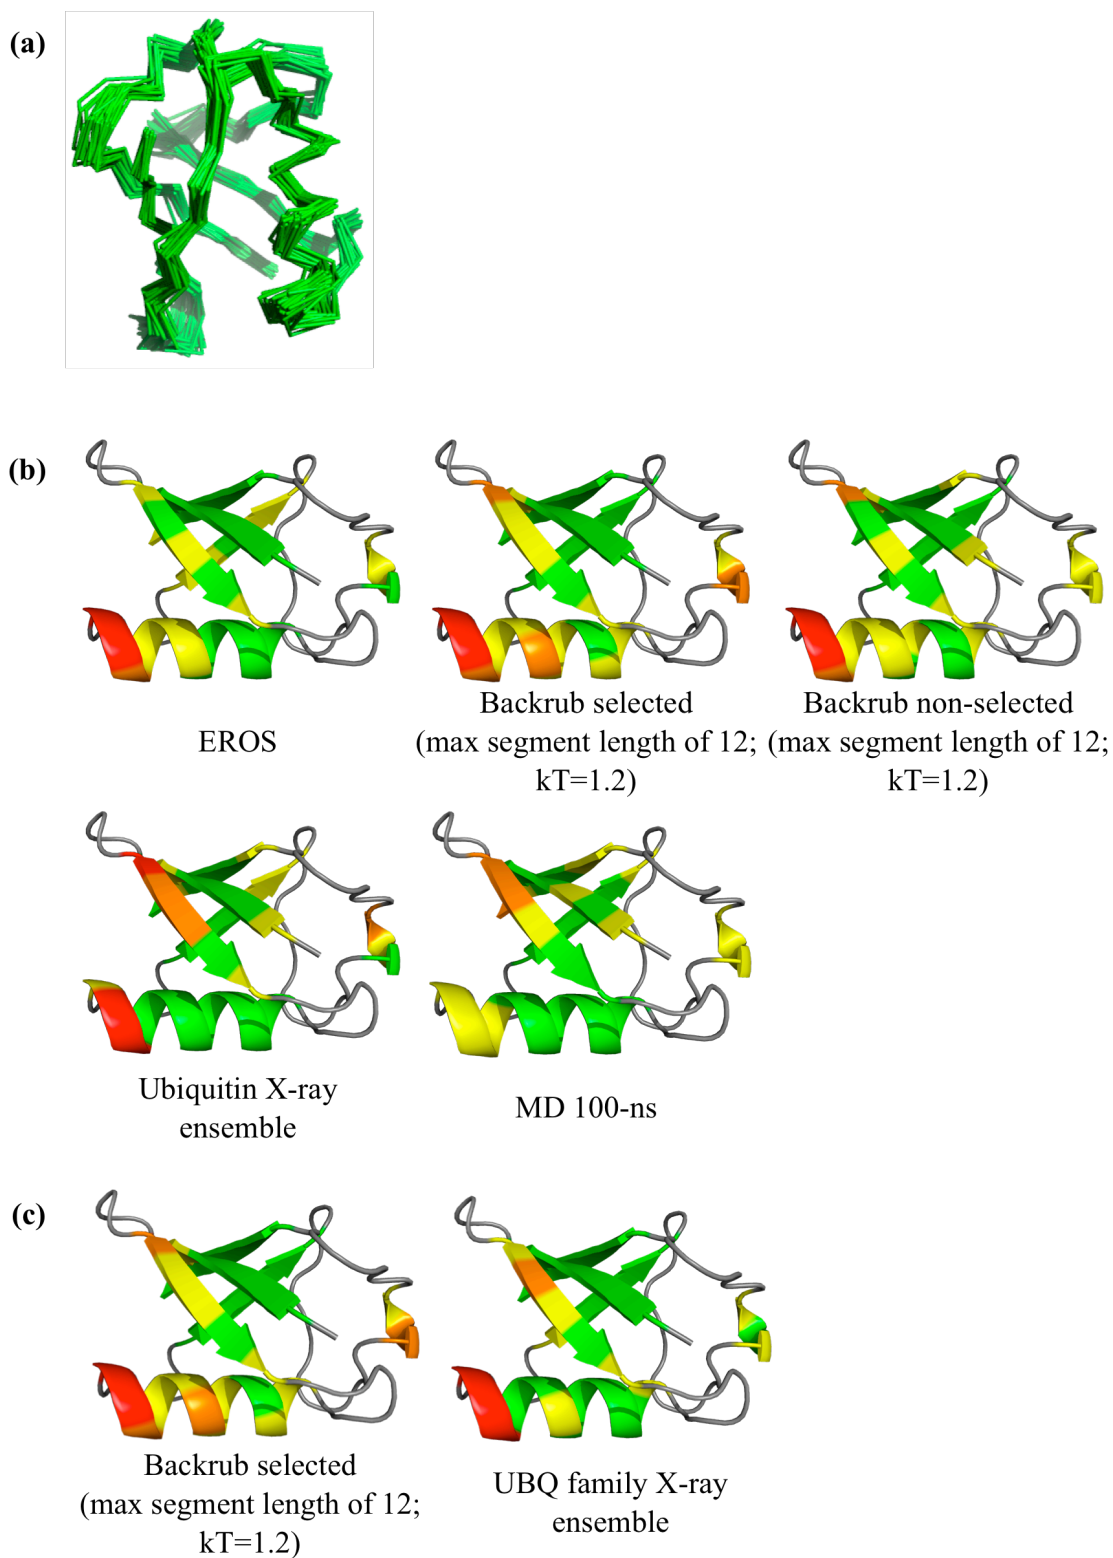 (a)
(b)
EROS
Backrub selected
(max segment length of 12;
kT=1.2)
Backrub non-selected
(max segment length of 12;
kT=1.2)
Ubiquitin X-ray
ensemble
MD 100-ns
(c)
Backrub selected
(max segment length of 12;
kT=1.2)
UBQ family X-ray
ensemble